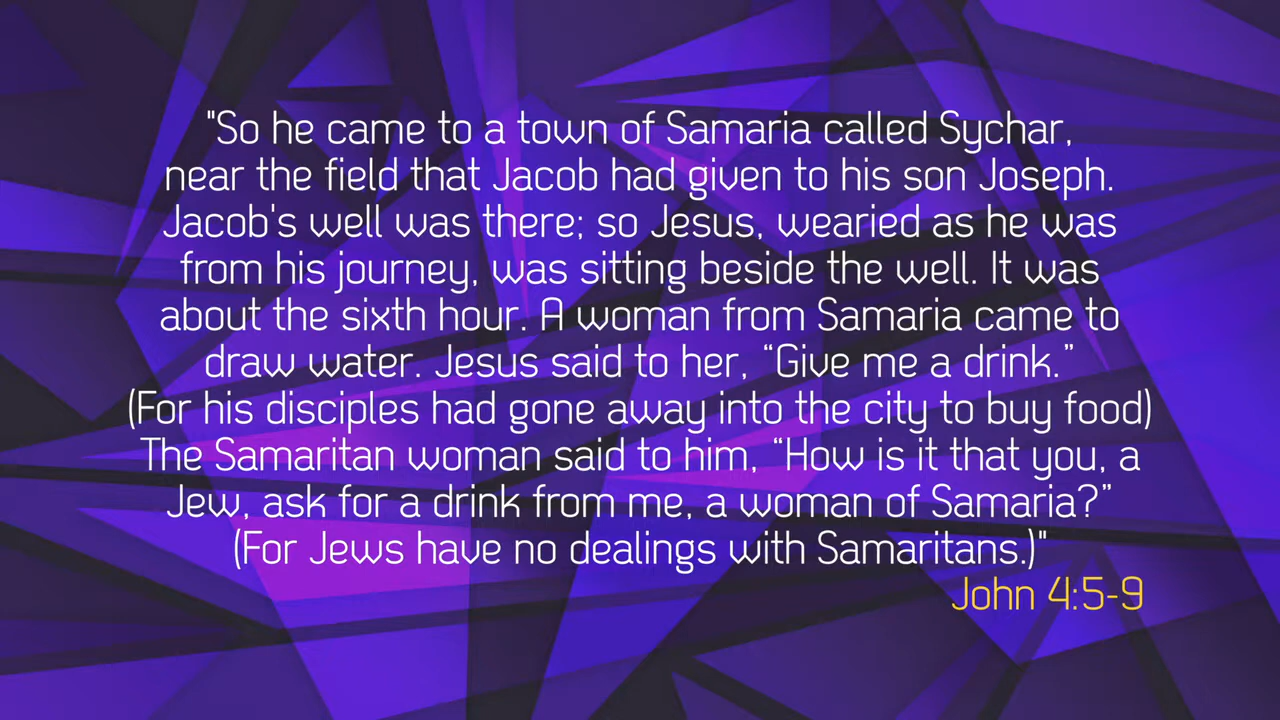 "So he came to a town of Samaria called Sychar,
near the field that Jacob had given to his son Joseph.
Jacob's well was there; so Jesus, wearied as he was
from his journey, was sitting beside the well. It was
about the sixth hour. A woman from Samaria came to
draw water. Jesus said to her, “Give me a drink.”
(For his disciples had gone away into the city to buy food)
The Samaritan woman said to him, “How is it that you, a
Jew, ask for a drink from me, a woman of Samaria?”
(For Jews have no dealings with Samaritans.)"
John 4:5-9